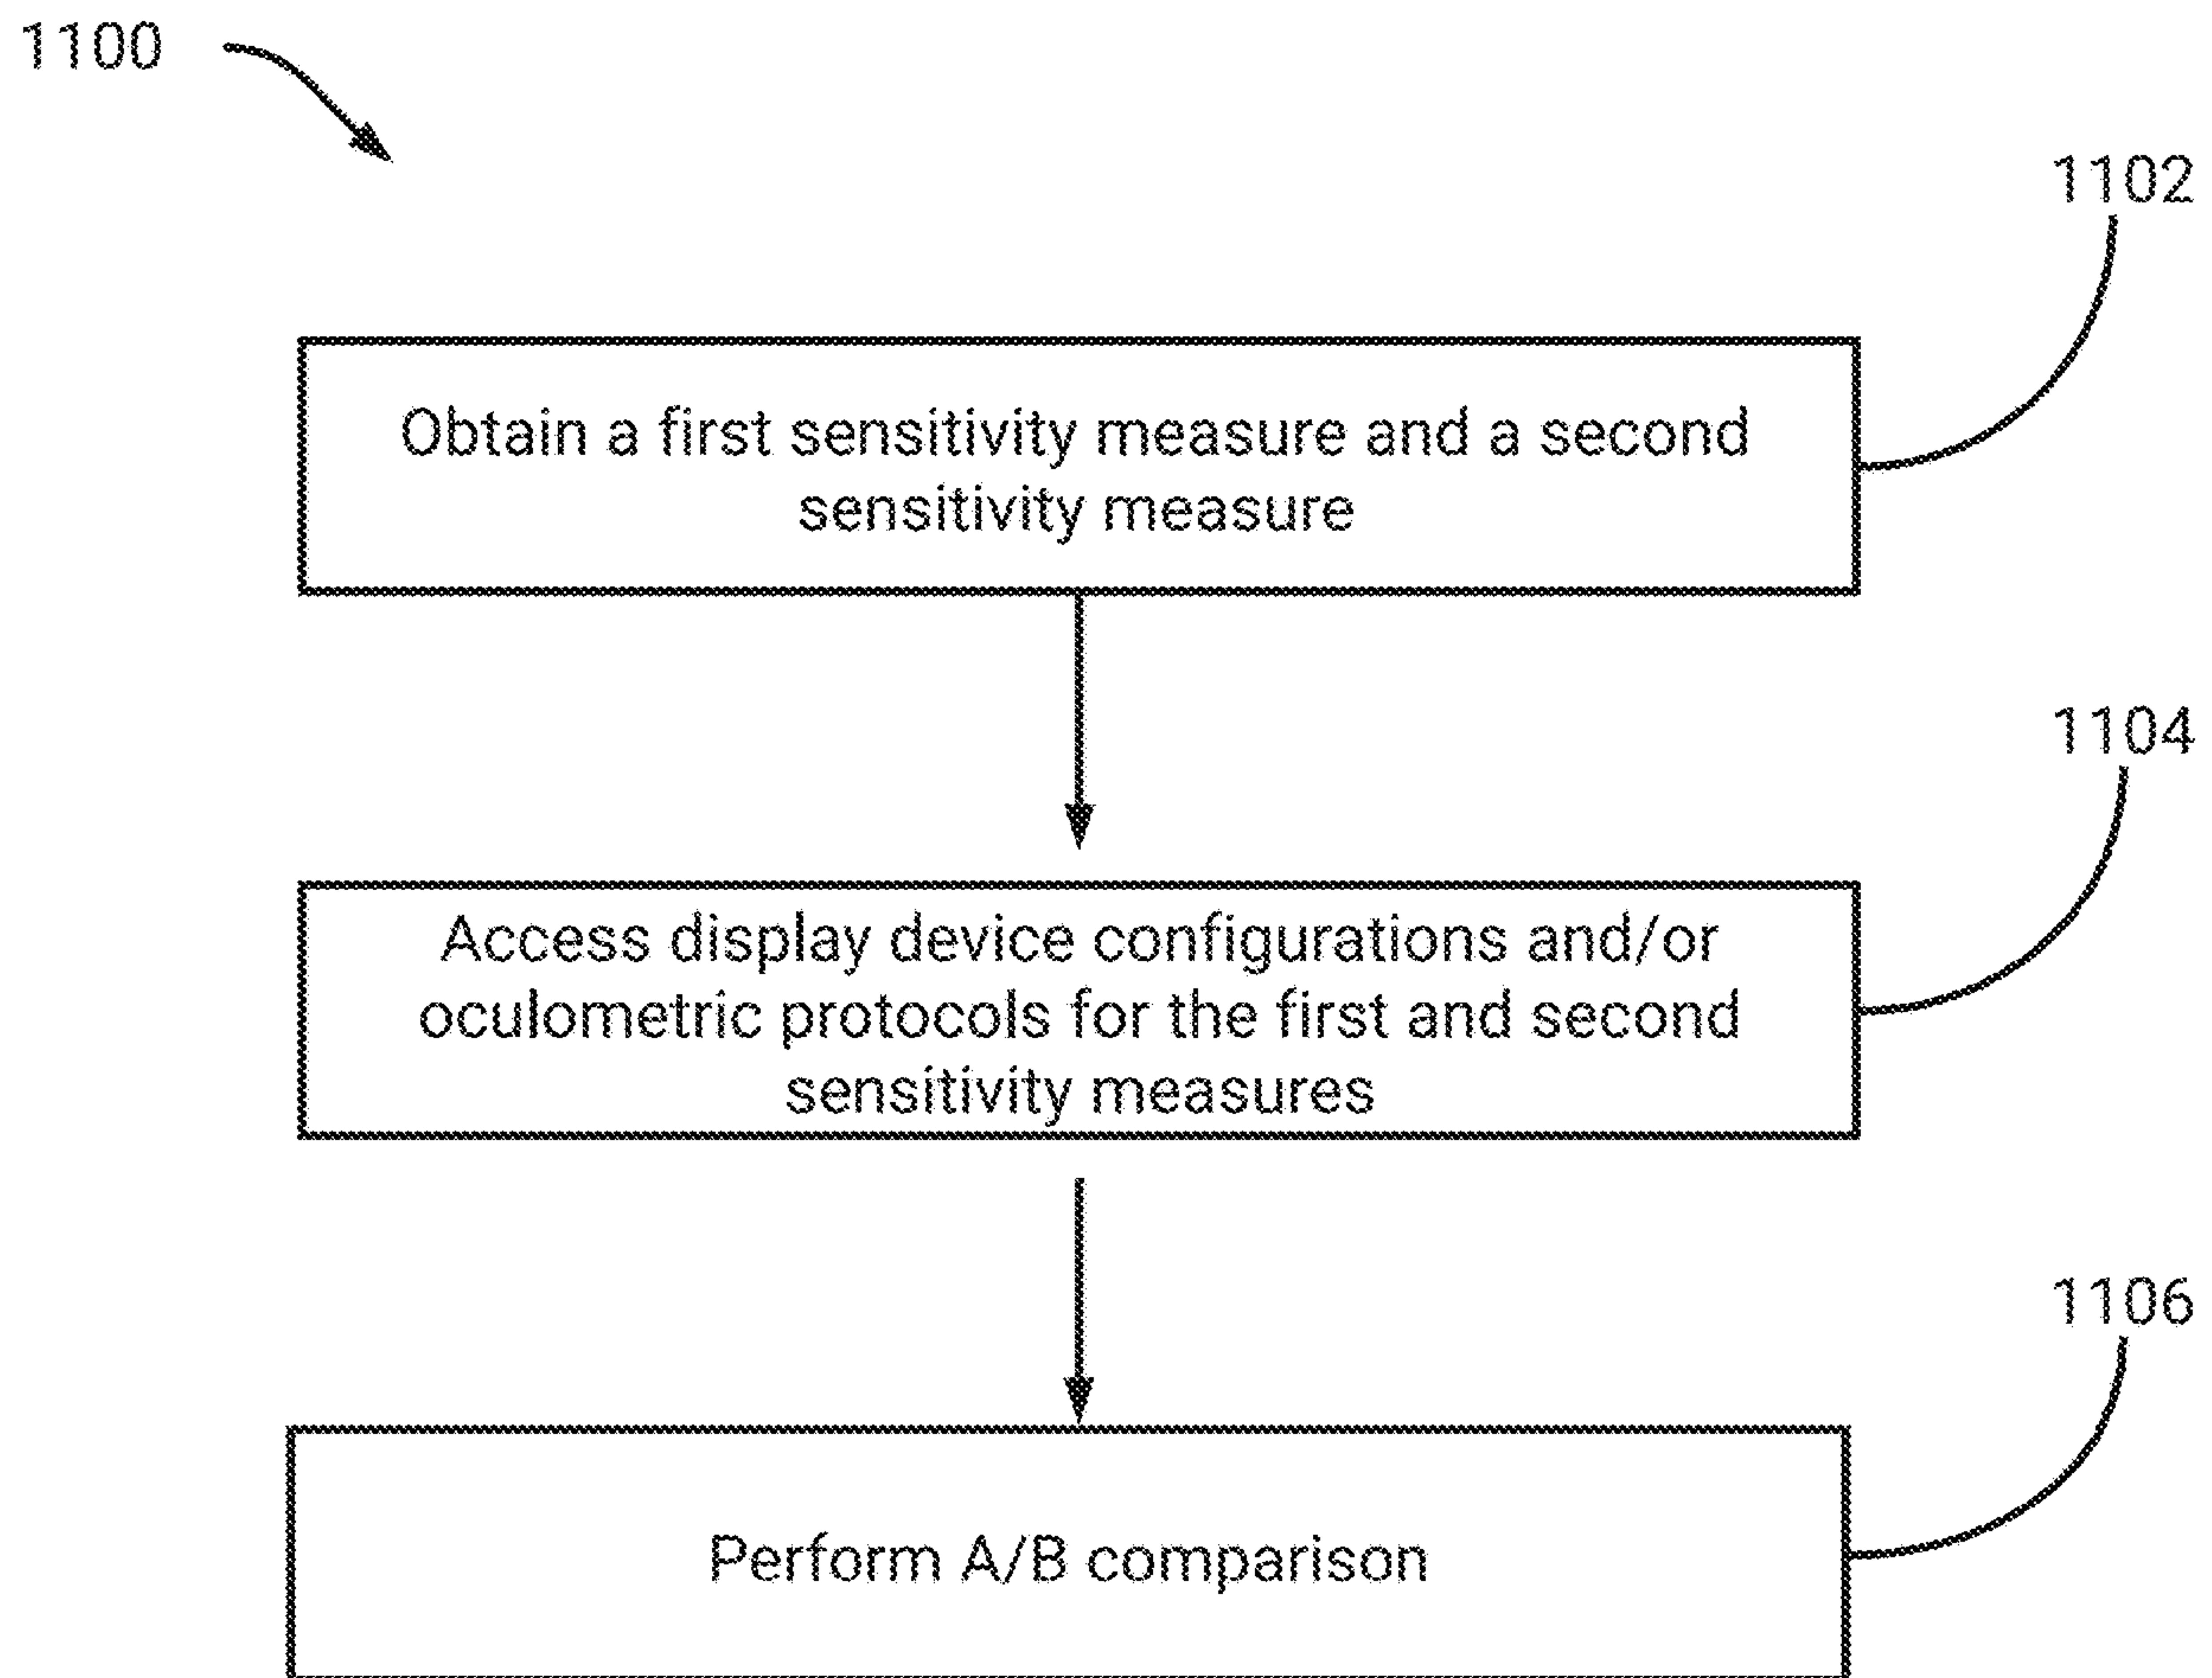 1100
1102
Obtain a first sensitivity measure and a second
sensitivity measure
1104
Access display device configurations and/or
oculometric protocols for the first and second
sensitivity measures
1106
Perform A/B comparison